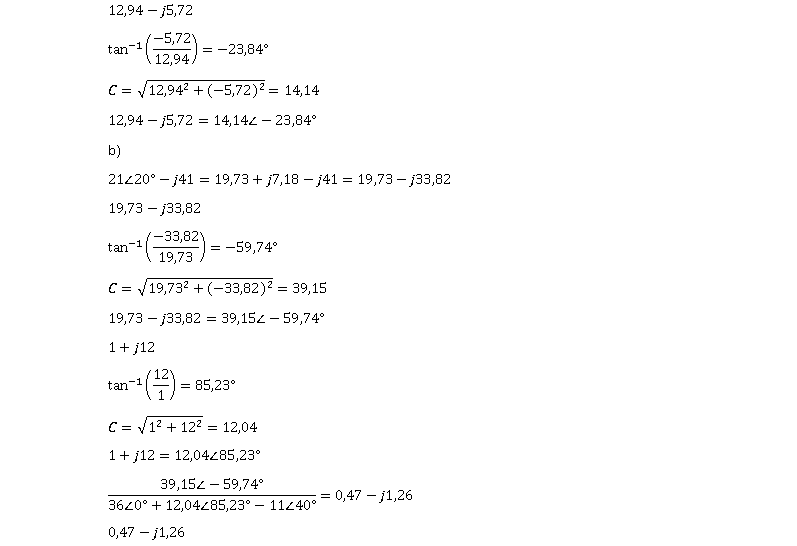 12,94 − j5,72
tan⁻¹(−5,72/12,94) = −23,84°
C = √(12,94² + (−5,72)²) = 14,14
12,94 − j5,72 = 14,14∠ − 23,84°
b)
21∠20° − j41 = 19,73 + j7,18 − j41 = 19,73 − j33,82
19,73 − j33,82
tan⁻¹(−33,82/19,73) = −59,74°
C = √(19,73² + (−33,82)²) = 39,15
19,73 − j33,82 = 39,15∠ − 59,74°
1 + j12
tan⁻¹(12/1) = 85,23°
C = √(1² + 12²) = 12,04
1 + j12 = 12,04∠85,23°
(39,15∠ − 59,74°)/(36∠0° + 12,04∠85,23° − 11∠40°) = 0,47 − j1,26
0,47 − j1,26